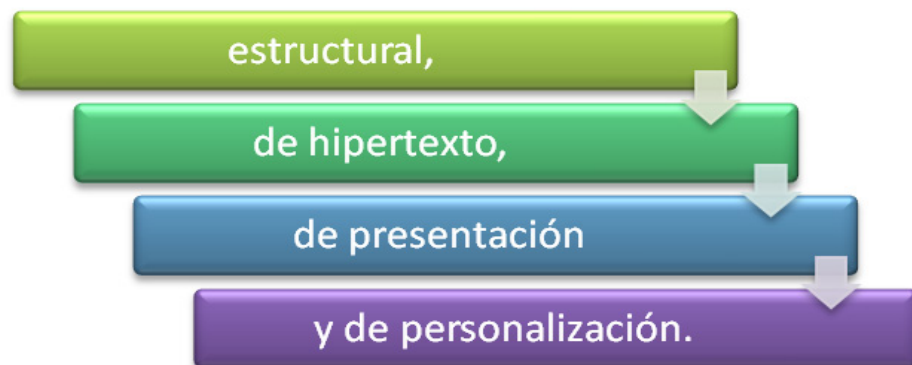 estructural,
de hipertexto,
de presentación
y de personalización.